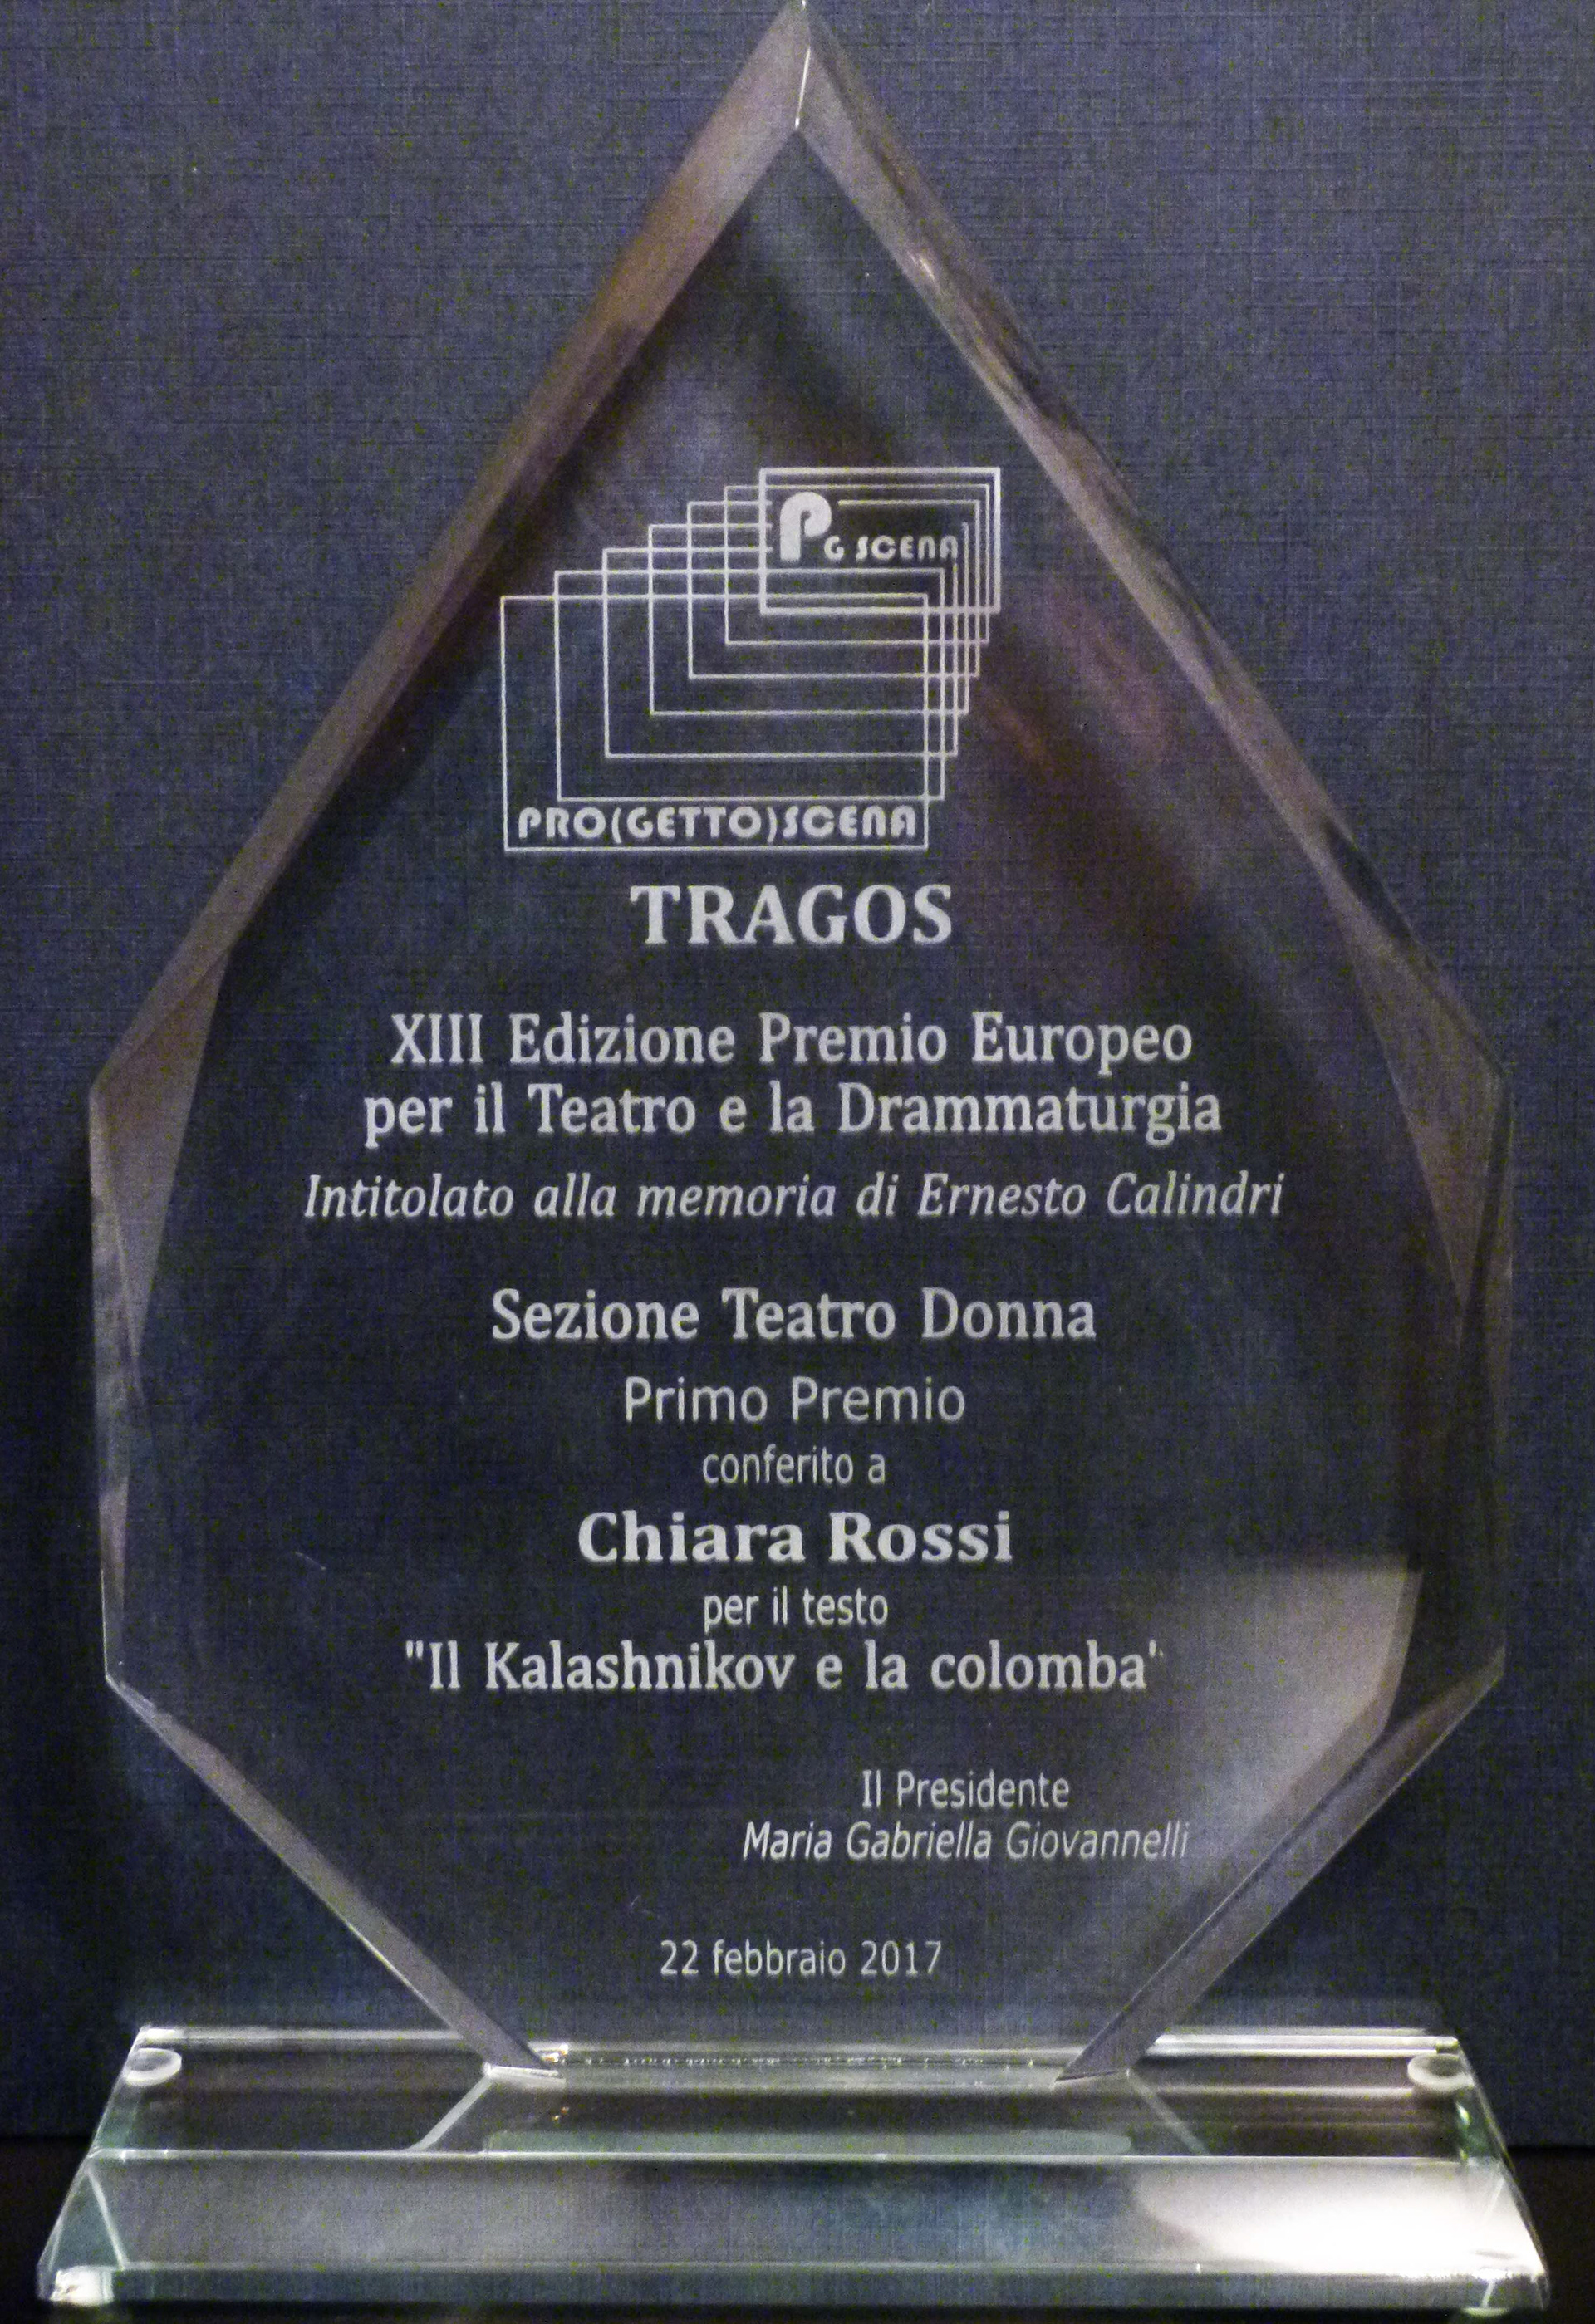 PG SCENA
PRO(GETTO)SCENA
TRAGOS
XIII Edizione Premio Europeo
per il Teatro e la Drammaturgia
Intitolato alla memoria di Ernesto Calindri
Sezione Teatro Donna
Primo Premio
conferito a
Chiara Rossi
per il testo
"Il Kalashnikov e la colomba"
Il Presidente
Maria Gabriella Giovannelli
22 febbraio 2017